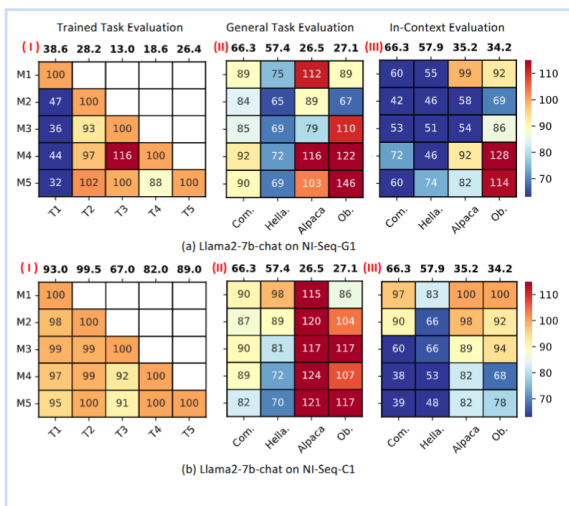 Trained Task Evaluation General Task Evaluation In-Context Evaluation
( I ) 38.6 28.2 13.0 18.6 26.4 (II) 66.3 57.4 26.5 27.1 (III) 66.3 57.9 35.2 34.2
M1 100 89 75 112 89 60 55 99 92 110
M2 47 100 84 65 89 67 42 46 58 69 100
M3 36 93 100 85 69 79 110 53 51 54 86 90
M4 44 97 116 100 92 72 116 122 72 46 92 128 80
M5 32 102 100 88 100 90 69 103 146 60 74 82 114 70
T1 T2 T3 T4 T5 Com. Hella. Alpaca Ob. Com. Hella. Alpaca Ob.
(a) Llama2-7b-chat on NI-Seq-G1
( I ) 93.0 99.5 67.0 82.0 89.0 (II) 66.3 57.4 26.5 27.1 (III) 66.3 57.9 35.2 34.2
M1 100 90 98 115 86 97 83 100 100 110
M2 98 100 87 89 120 104 90 66 98 92 100
M3 99 99 100 90 81 117 117 60 66 89 94 90
M4 97 99 92 100 89 72 124 107 38 53 82 68 80
M5 95 100 91 100 100 82 70 121 117 39 48 82 78 70
T1 T2 T3 T4 T5 Com. Hella. Alpaca Ob. Com. Hella. Alpaca Ob.
(b) Llama2-7b-chat on NI-Seq-C1